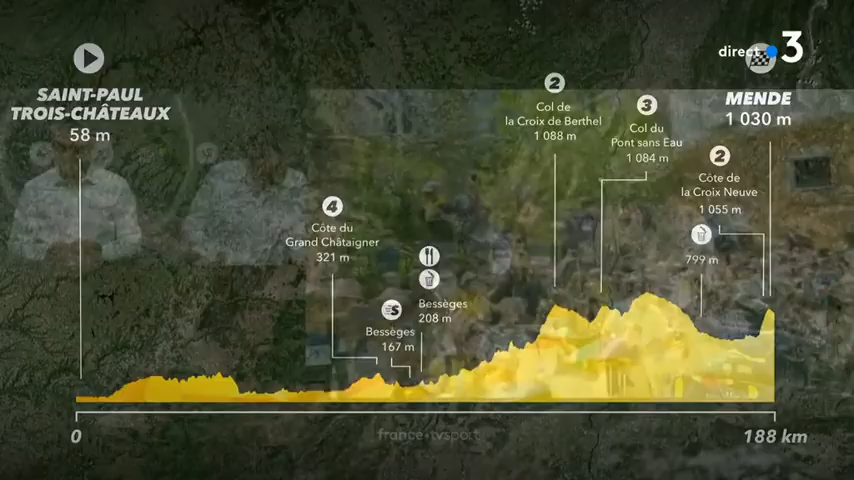 direct 3
SAINT-PAUL
TROIS-CHÂTEAUX
58 m
MENDE
1 030 m
2
Col de
la Croix de Berthel
1 088 m
3
Col du
Pont sans Eau
1 084 m
2
Côte de
la Croix Neuve
1 055 m
799 m
4
Côte du
Grand Châtaigner
321 m
S
Bessèges
167 m
Bessèges
208 m
0
france•tvsport
188 km